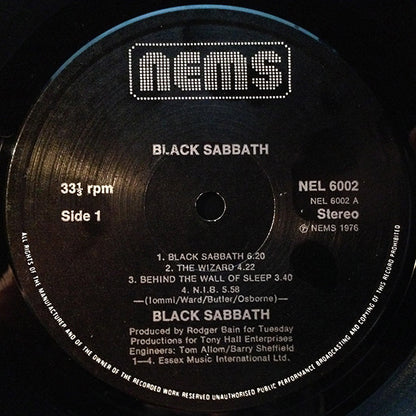 nems
BLACK SABBATH
33⅓ rpm
Side 1
NEL 6002
NEL 6002 A
Stereo
℗ NEMS 1976
1. BLACK SABBATH 6.20
2. THE WIZARD 4.22
3. BEHIND THE WALL OF SLEEP 3.40
4. N.I.B. 5.58
—(Iommi/Ward/Butler/Osborne)—
BLACK SABBATH
Produced by Rodger Bain for Tuesday
Productions for Tony Hall Enterprises
Engineers: Tom Allom/Barry Sheffield
1—4. Essex Music International Ltd.
ALL RIGHTS OF THE MANUFACTURER AND OF THE OWNER OF THE RECORDED WORK RESERVED UNAUTHORISED PUBLIC PERFORMANCE BROADCASTING AND COPYING OF THIS RECORD PROHIBITED